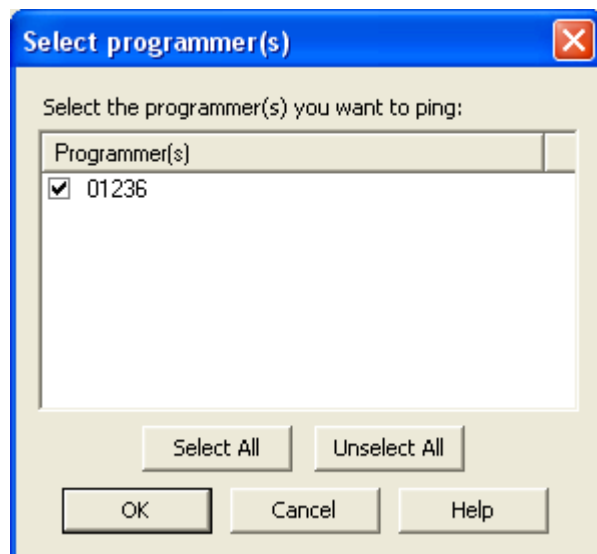 Select programmer(s)
Select the programmer(s) you want to ping:
Programmer(s)
01236
Select All Unselect All
OK Cancel Help